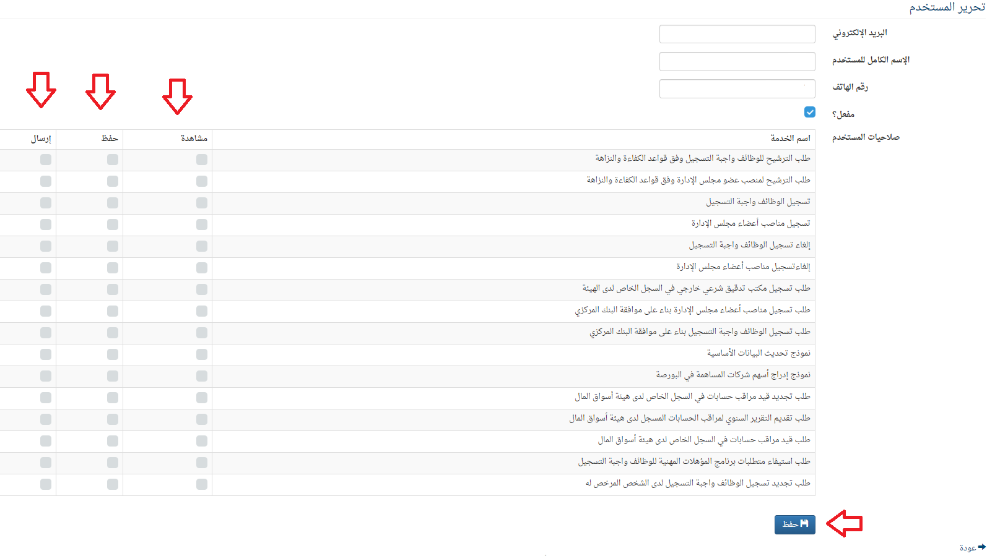 تحرير المستخدم
البريد الإلكتروني
الإسم الكامل للمستخدم
رقم الهاتف
مفعل؟
صلاحيات المستخدم
اسم الخدمة مشاهدة حفظ إرسال
طلب الترشيح للوظائف واجبة التسجيل وفق قواعد الكفاءة والنزاهة
طلب الترشيح لمنصب عضو مجلس الإدارة وفق قواعد الكفاءة والنزاهة
تسجيل الوظائف واجبة التسجيل
تسجيل مناصب أعضاء مجلس الإدارة
إلغاء تسجيل الوظائف واجبة التسجيل
إلغاءتسجيل مناصب أعضاء مجلس الإدارة
طلب تسجيل مكتب تدقيق شرعي خارجي في السجل الخاص لدى الهيئة
طلب تسجيل مناصب أعضاء مجلس الإدارة بناء على موافقة البنك المركزي
طلب تسجيل الوظائف واجبة التسجيل بناء على موافقة البنك المركزي
نموذج تحديث البيانات الأساسية
نموذج إدراج أسهم شركات المساهمة في البورصة
طلب تجديد قيد مراقب حسابات في السجل الخاص لدى هيئة أسواق المال
طلب تقديم التقرير السنوي لمراقب الحسابات المسجل لدى هيئة أسواق المال
طلب قيد مراقب حسابات في السجل الخاص لدى هيئة أسواق المال
طلب استيفاء متطلبات برنامج المؤهلات المهنية للوظائف واجبة التسجيل
طلب تجديد تسجيل الوظائف واجبة التسجيل لدى الشخص المرخص له
حفظ
عودة